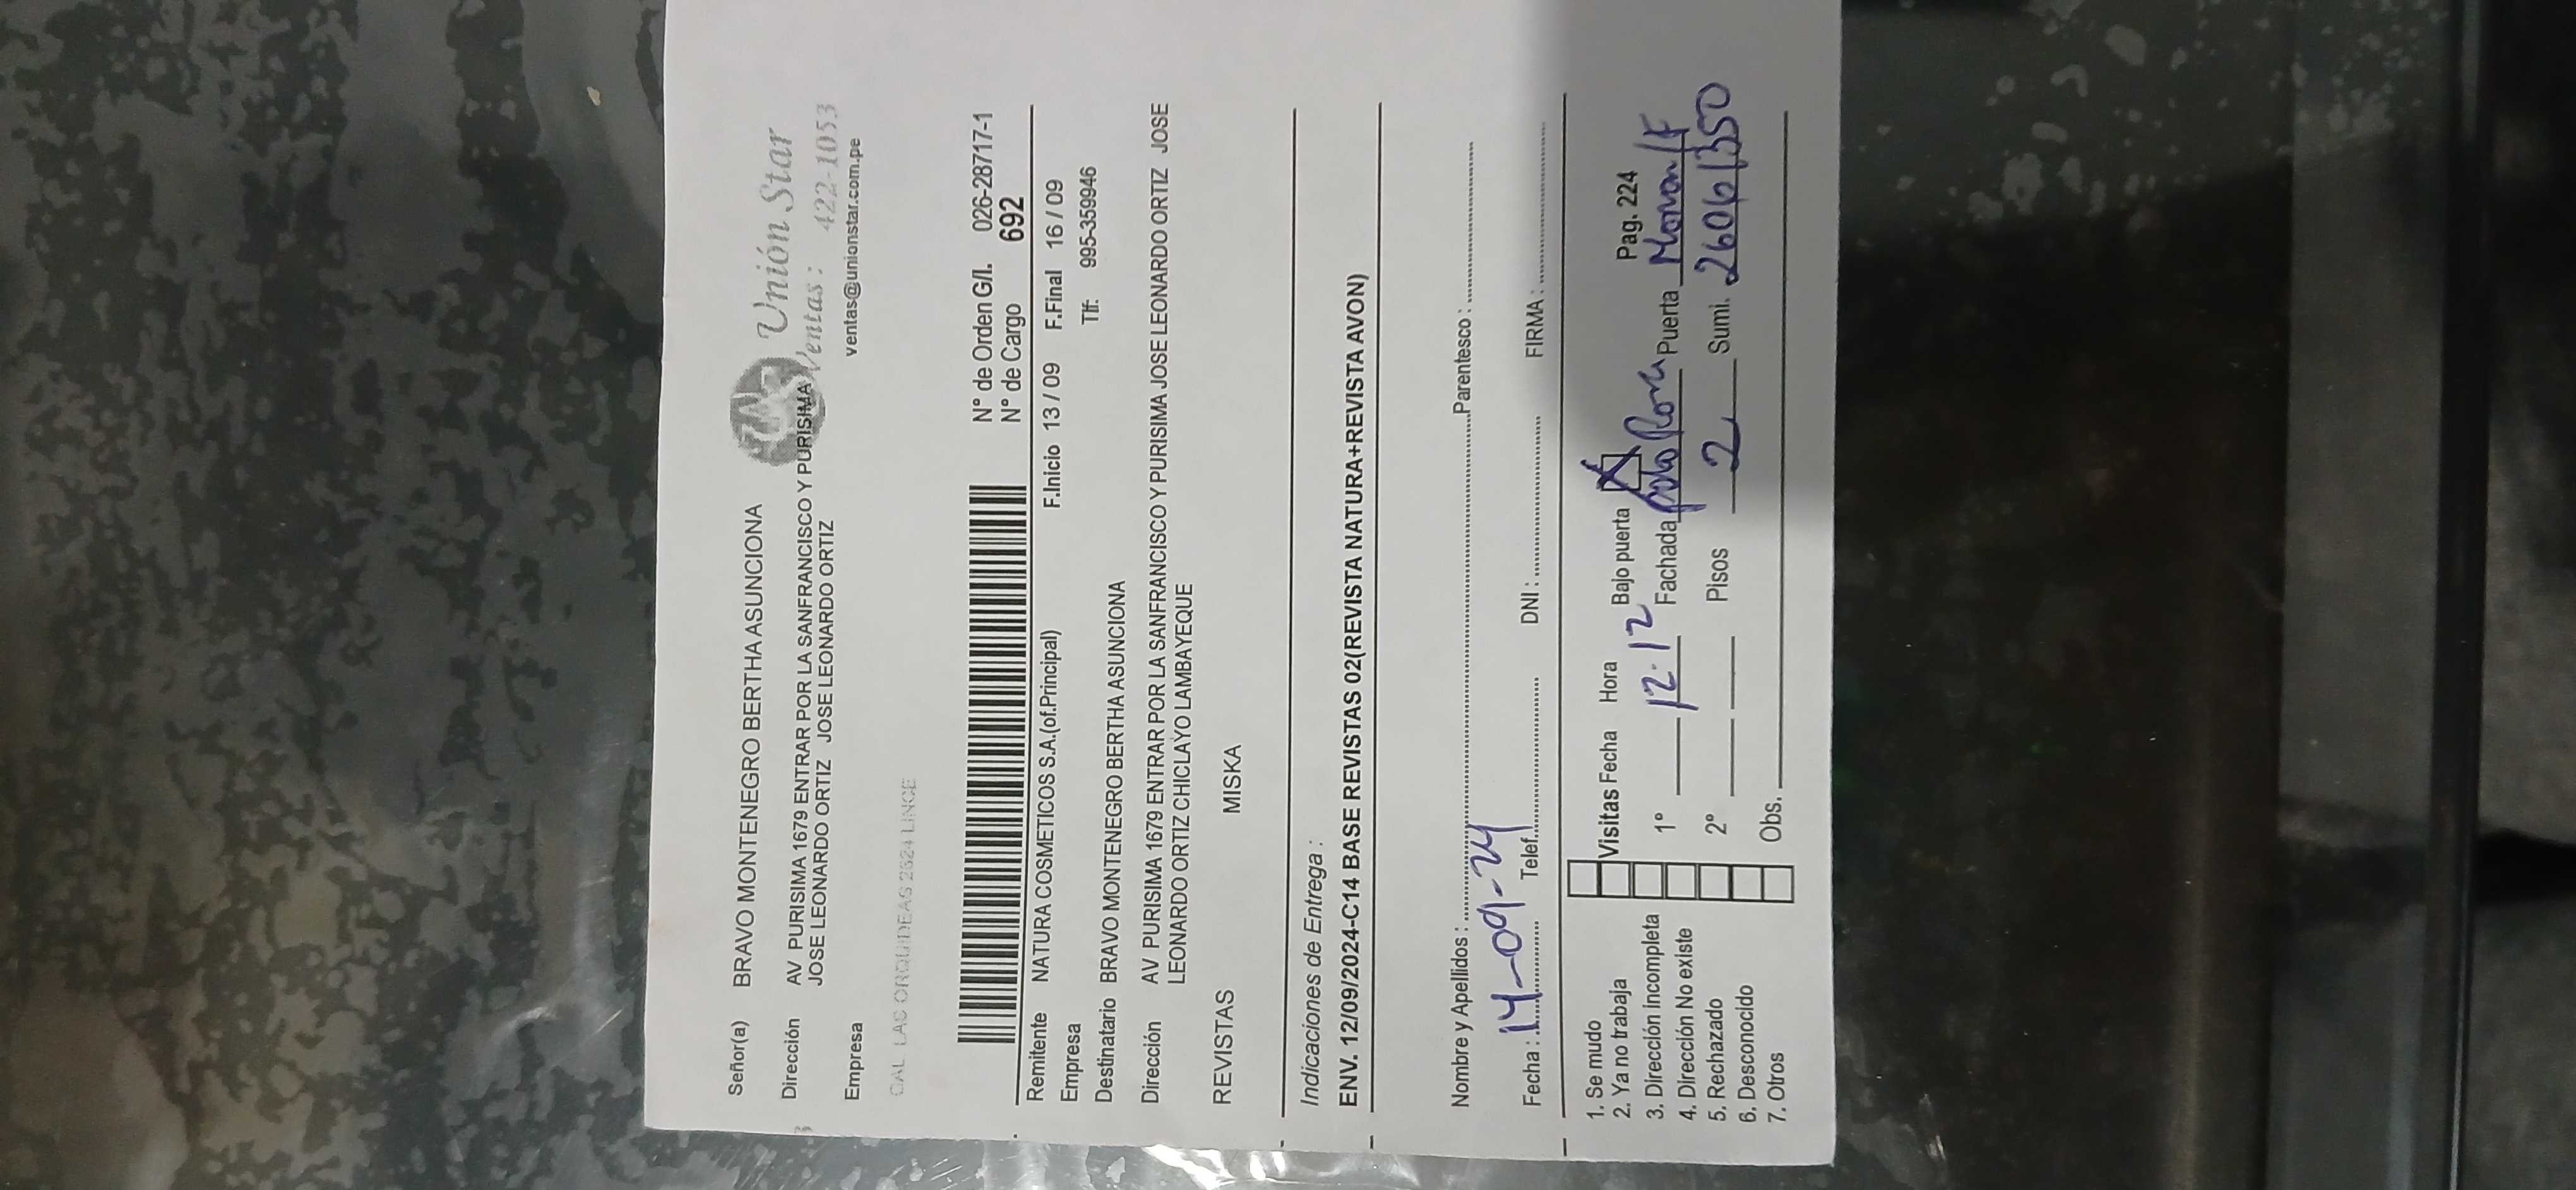 Unión Star
Ventas : 422-1053
ventas@unionstar.com.pe
Señor(a) BRAVO MONTENEGRO BERTHA ASUNCIONA
Dirección AV PURISIMA 1679 ENTRAR POR LA SANFRANCISCO Y PURISIMA
JOSE LEONARDO ORTIZ JOSE LEONARDO ORTIZ
Empresa
CAL LAS ORQUIDEAS 2624 LINCE
N° de Orden G/I. 026-28717-1
N° de Cargo 692
Remitente NATURA COSMETICOS S.A.(of.Principal) F.Inicio 13 / 09 F.Final 16 / 09
Empresa Tlf: 995-359946
Destinatario BRAVO MONTENEGRO BERTHA ASUNCIONA
Dirección AV PURISIMA 1679 ENTRAR POR LA SANFRANCISCO Y PURISIMA JOSE LEONARDO ORTIZ JOSE
LEONARDO ORTIZ CHICLAYO LAMBAYEQUE
REVISTAS MISKA
Indicaciones de Entrega :
ENV. 12/09/2024-C14 BASE REVISTAS 02(REVISTA NATURA+REVISTA AVON)
Nombre y Apellidos : Parentesco :
Fecha : 14-09-24 Telef. DNI : FIRMA :
1. Se mudo
2. Ya no trabaja
3. Dirección Incompleta
4. Dirección No existe
5. Rechazado
6. Desconocido
7. Otros
Visitas Fecha Hora Bajo puerta Pag. 224
1° 12:12 Fachada Puerta
2° Pisos 2 Sumi. 26061350
Obs.